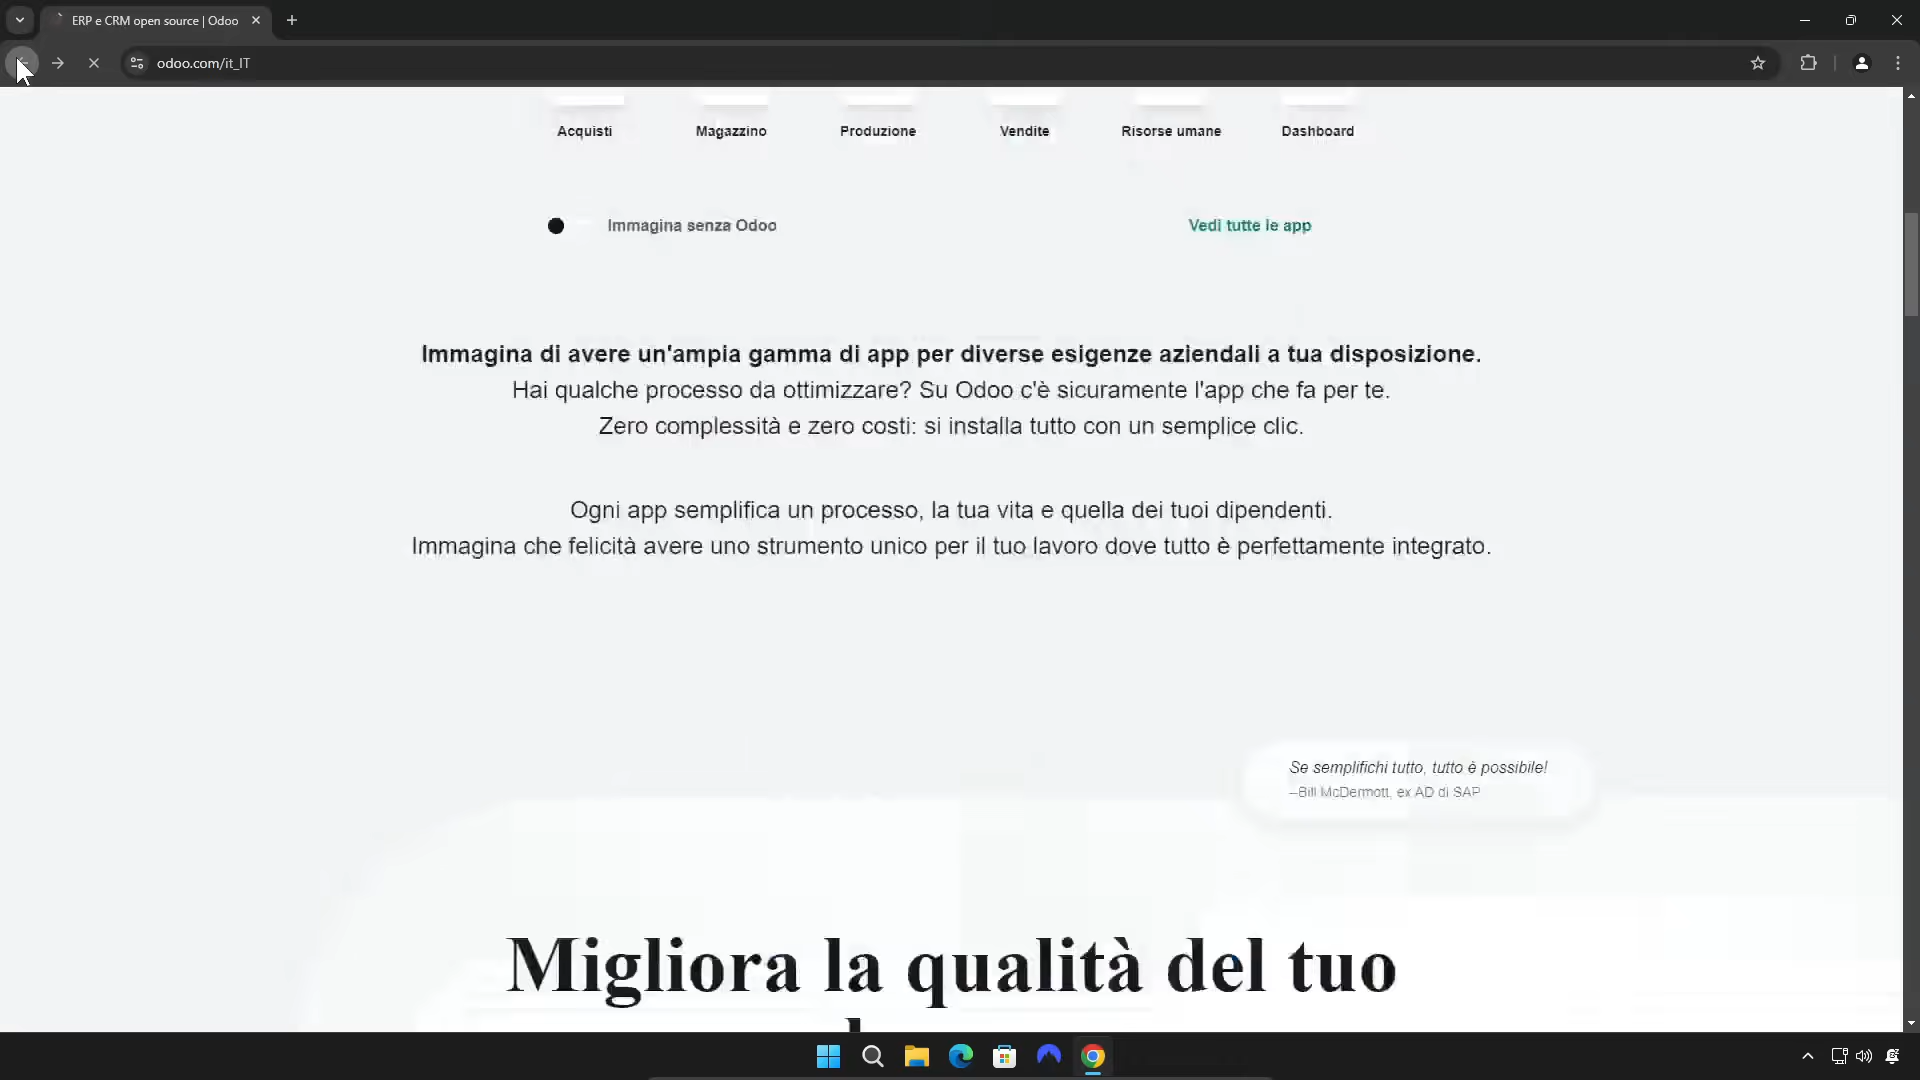 ERP e CRM open source | Odoo
odoo.com/it_IT
Acquisti
Magazzino
Produzione
Vendite
Risorse umane
Dashboard
Immagina senza Odoo
Vedi tutte le app
Immagina di avere un'ampia gamma di app per diverse esigenze aziendali a tua disposizione.
Hai qualche processo da ottimizzare? Su Odoo c'è sicuramente l'app che fa per te.
Zero complessità e zero costi: si installa tutto con un semplice clic.
Ogni app semplifica un processo, la tua vita e quella dei tuoi dipendenti.
Immagina che felicità avere uno strumento unico per il tuo lavoro dove tutto è perfettamente integrato.
Se semplifichi tutto, tutto è possibile!
–Bill McDermott, ex AD di SAP
Migliora la qualità del tuo